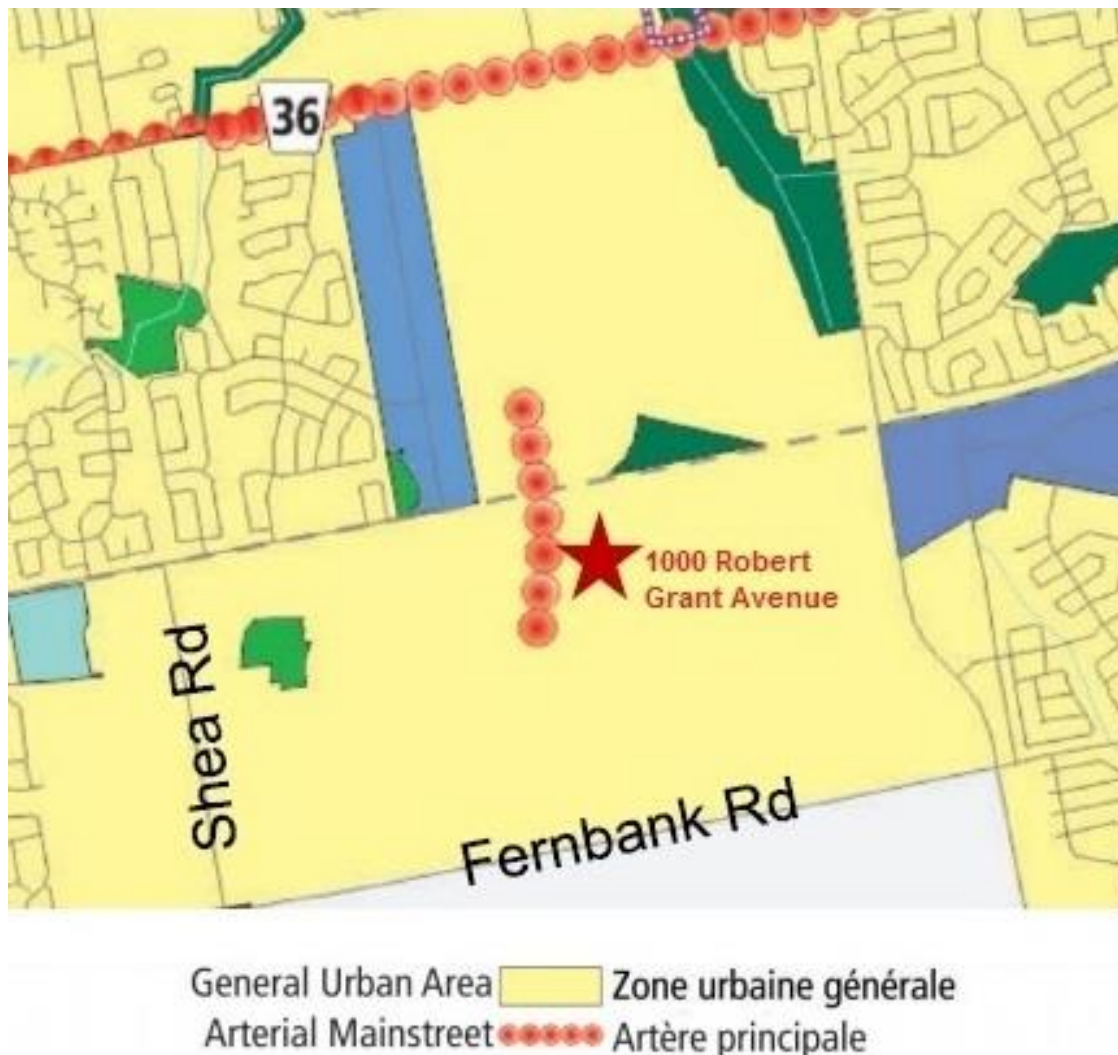 36
1000 Robert
Grant Avenue
Shea Rd
Fernbank Rd
General Urban Area Zone urbaine générale
Arterial Mainstreet Artère principale